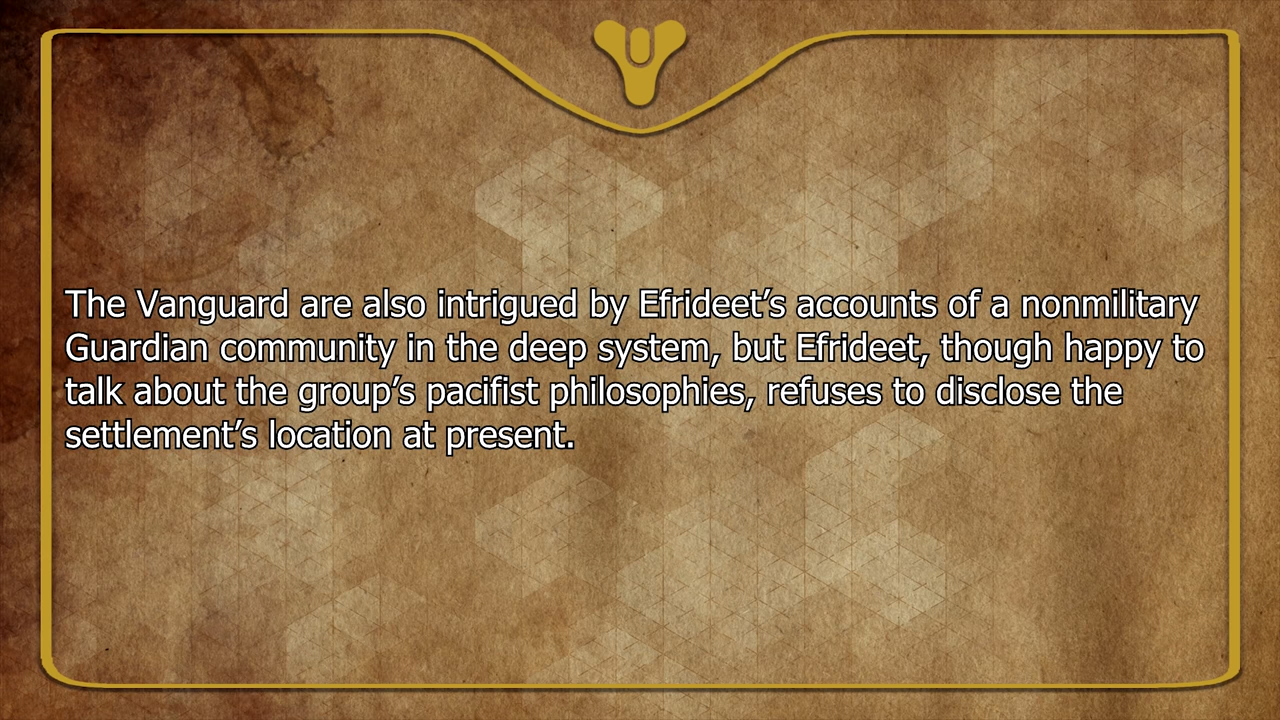 The Vanguard are also intrigued by Efrideet’s accounts of a nonmilitary
Guardian community in the deep system, but Efrideet, though happy to
talk about the group’s pacifist philosophies, refuses to disclose the
settlement’s location at present.